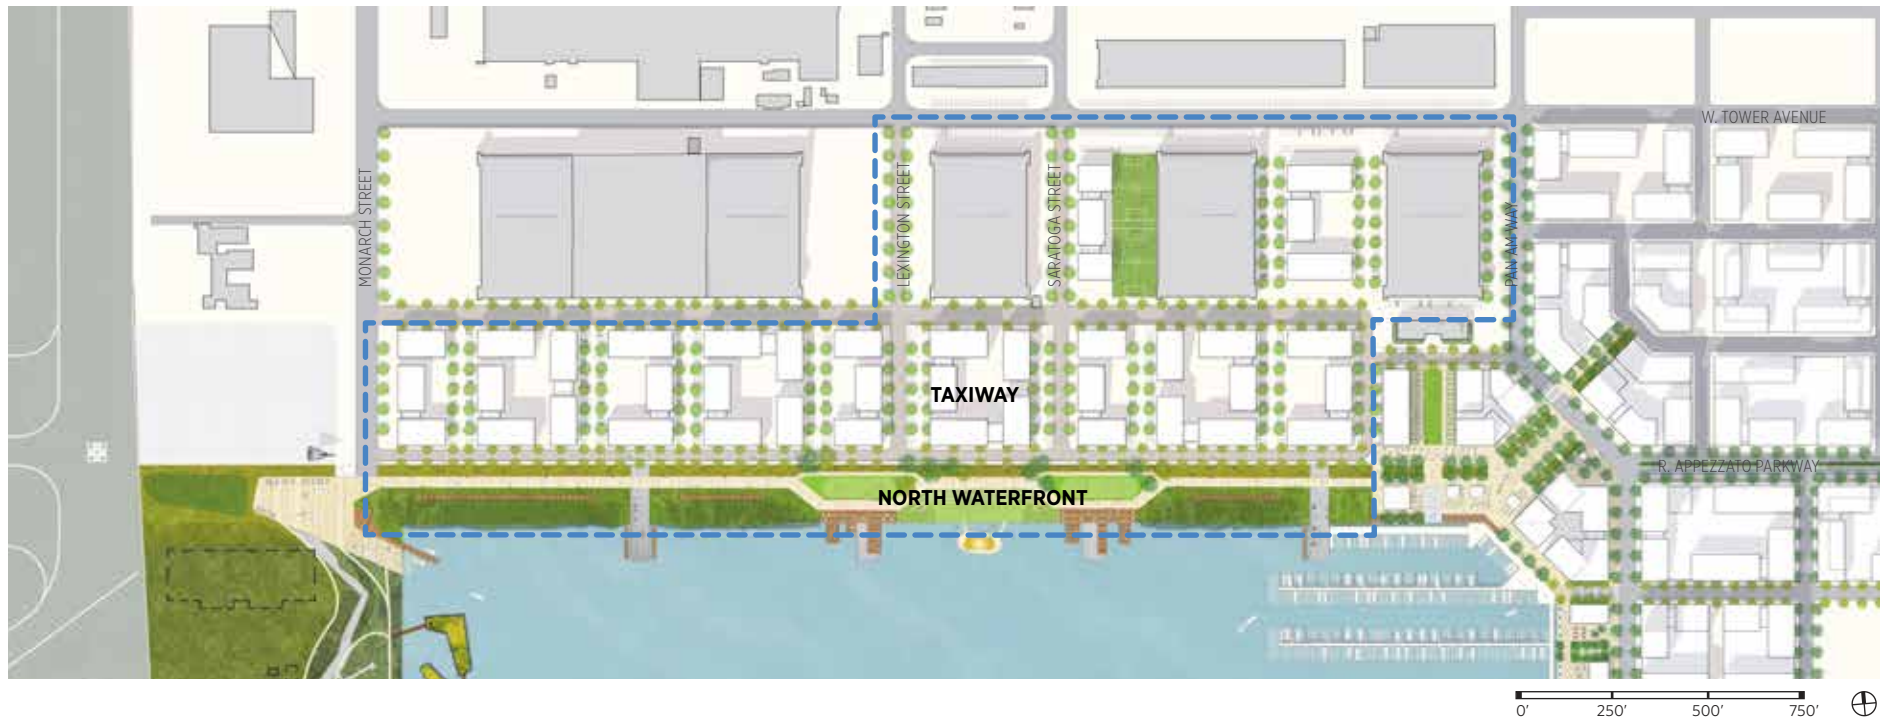 W. TOWER AVENUE
MONARCH STREET
LEXINGTON STREET
SARATOGA STREET
PAN AM WAY
TAXIWAY
R. APPEZZATO PARKWAY
NORTH WATERFRONT
0’ 250’ 500’ 750’